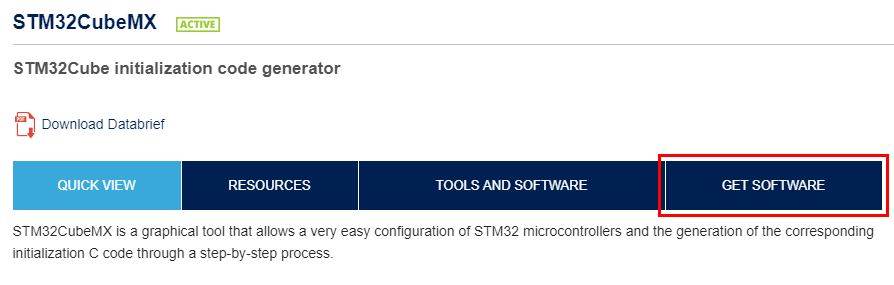 STM32CubeMX ACTIVE
STM32Cube initialization code generator
PDF Download Databrief
QUICK VIEW RESOURCES TOOLS AND SOFTWARE GET SOFTWARE
STM32CubeMX is a graphical tool that allows a very easy configuration of STM32 microcontrollers and the generation of the corresponding
initialization C code through a step-by-step process.